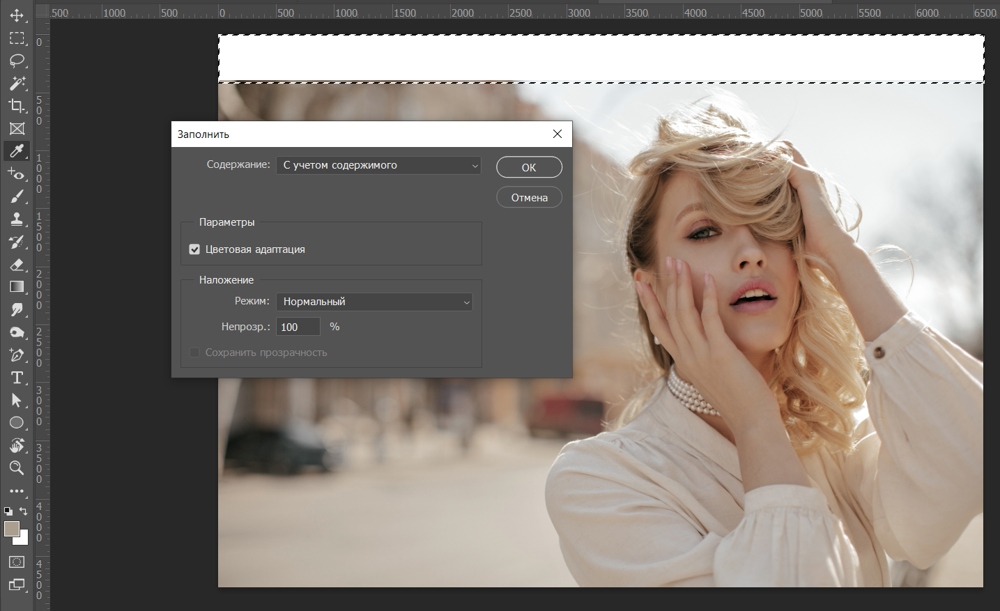 500 1000 500 0 500 1000 1500 2000 2500 3000 3500 4000 4500 5000 5500 6000 6500
0
500
1000
1500
2000
2500
3000
3500
4000
4500
Заполнить
Содержание: С учетом содержимого
ОК
Отмена
Параметры
Цветовая адаптация
Наложение
Режим: Нормальный
Непрозр.: 100 %
Сохранить прозрачность
T